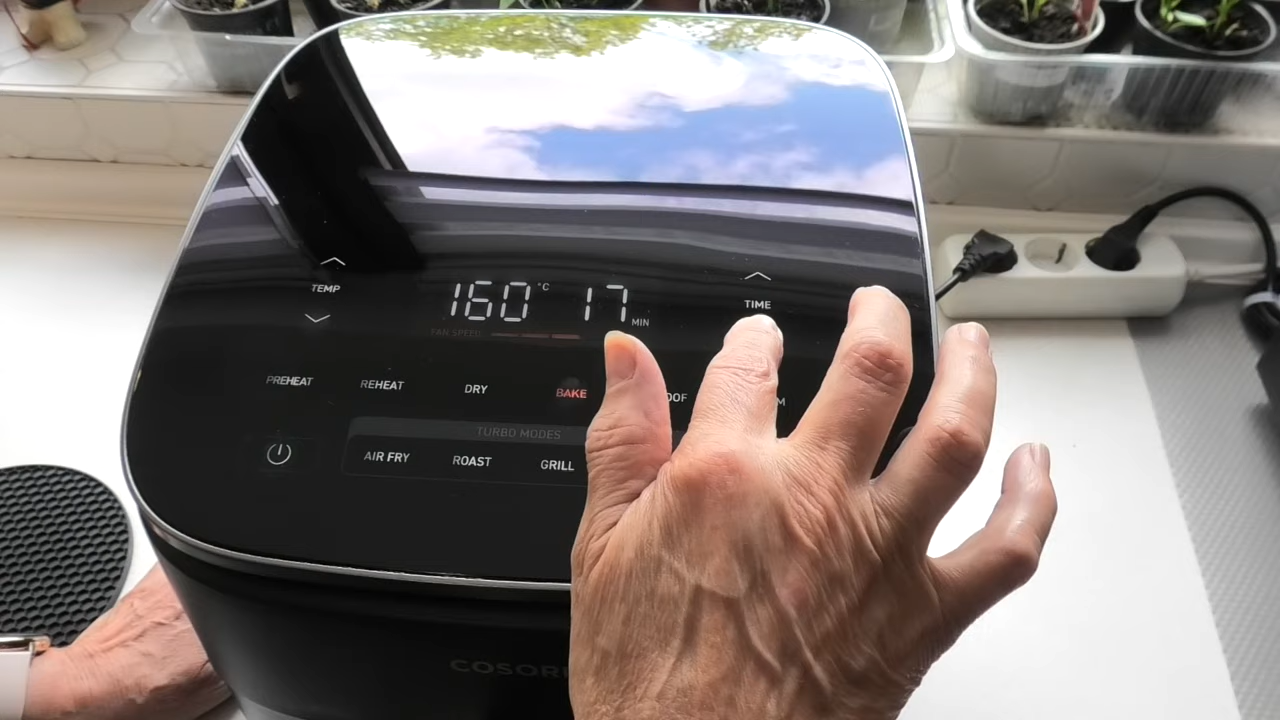 TEMP
160 °C 17 MIN
TIME
FAN SPEED
PREHEAT REHEAT DRY BAKE
TURBO MODES
AIR FRY ROAST GRILL